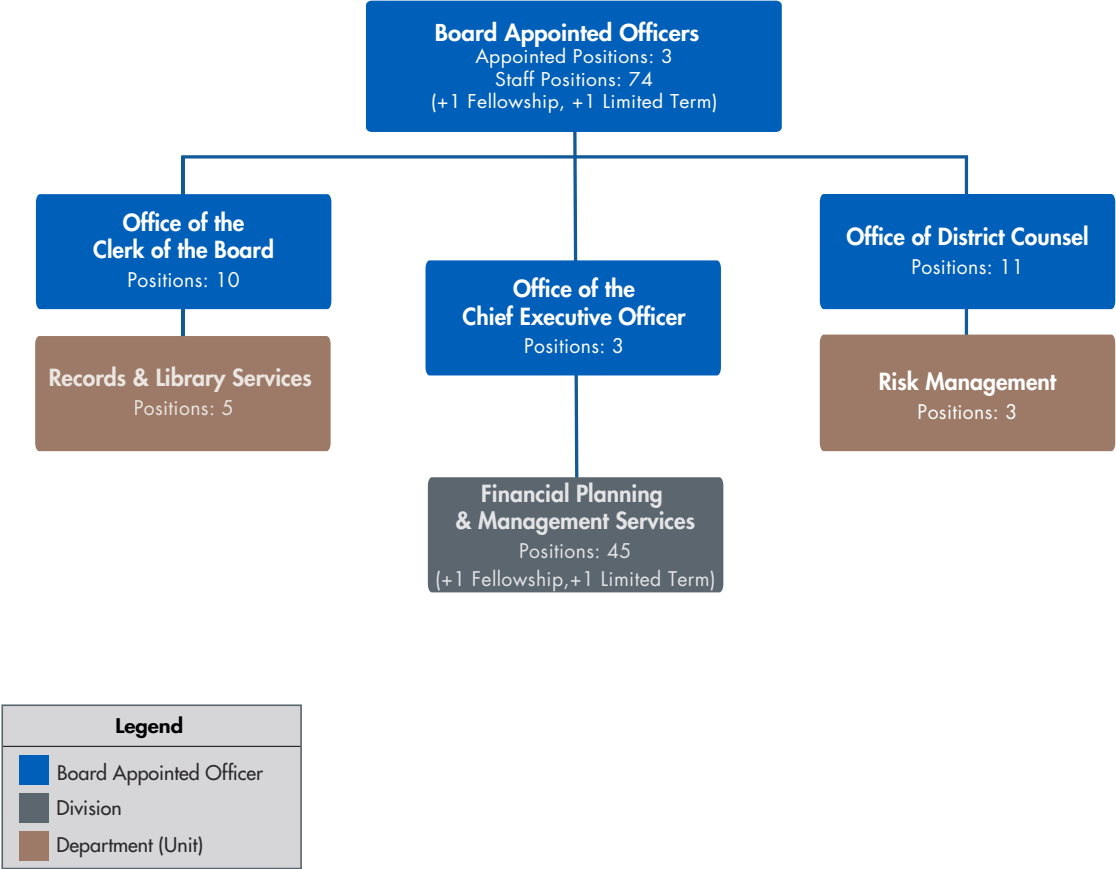 Board Appointed Officers
Appointed Positions: 3
Staff Positions: 74
(+1 Fellowship, +1 Limited Term)
Office of the
Clerk of the Board
Positions: 10
Records & Library Services
Positions: 5
Office of the
Chief Executive Officer
Positions: 3
Financial Planning
& Management Services
Positions: 45
(+1 Fellowship,+1 Limited Term)
Office of District Counsel
Positions: 11
Risk Management
Positions: 3
Legend
Board Appointed Officer
Division
Department (Unit)